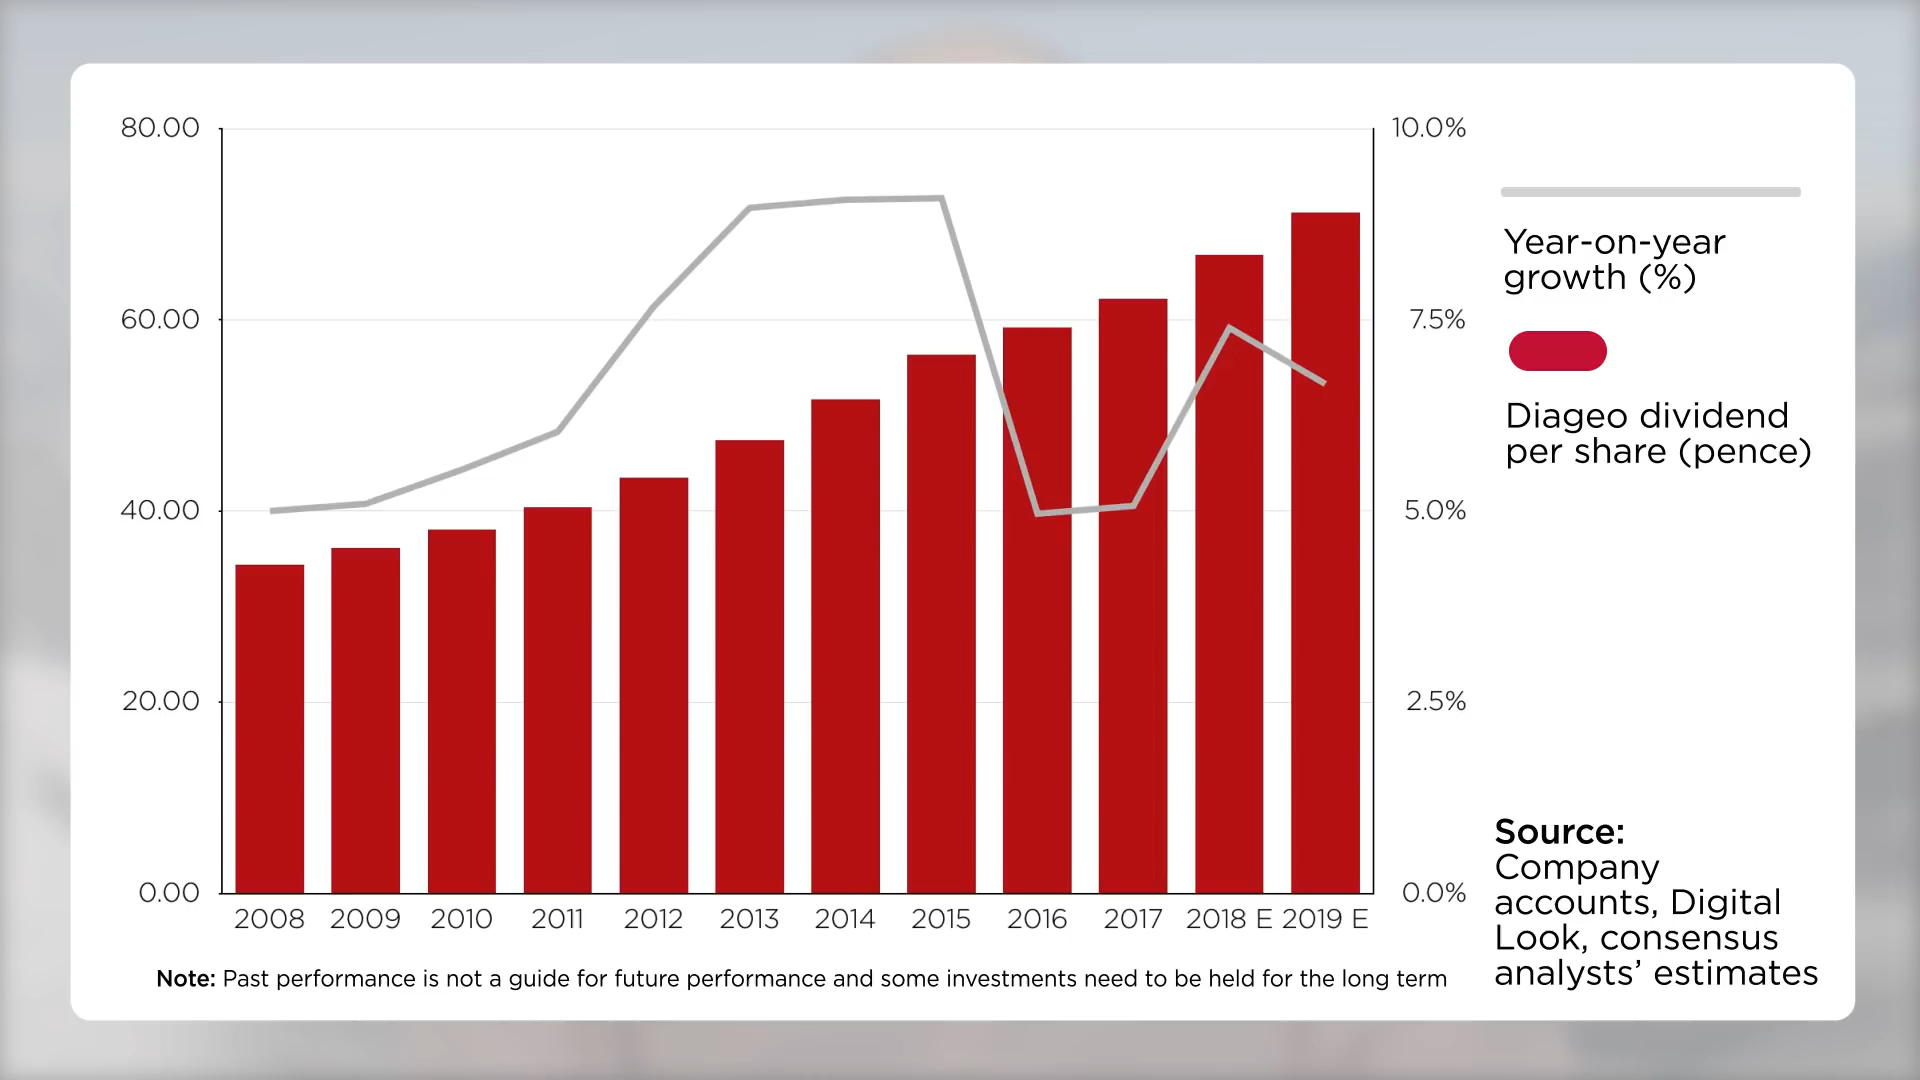 80.00
60.00
40.00
20.00
0.00
10.0%
7.5%
5.0%
2.5%
0.0%
2008 2009 2010 2011 2012 2013 2014 2015 2016 2017 2018 E 2019 E
Note: Past performance is not a guide for future performance and some investments need to be held for the long term
Year-on-year
growth (%)
Diageo dividend
per share (pence)
Source:
Company
accounts, Digital
Look, consensus
analysts’ estimates